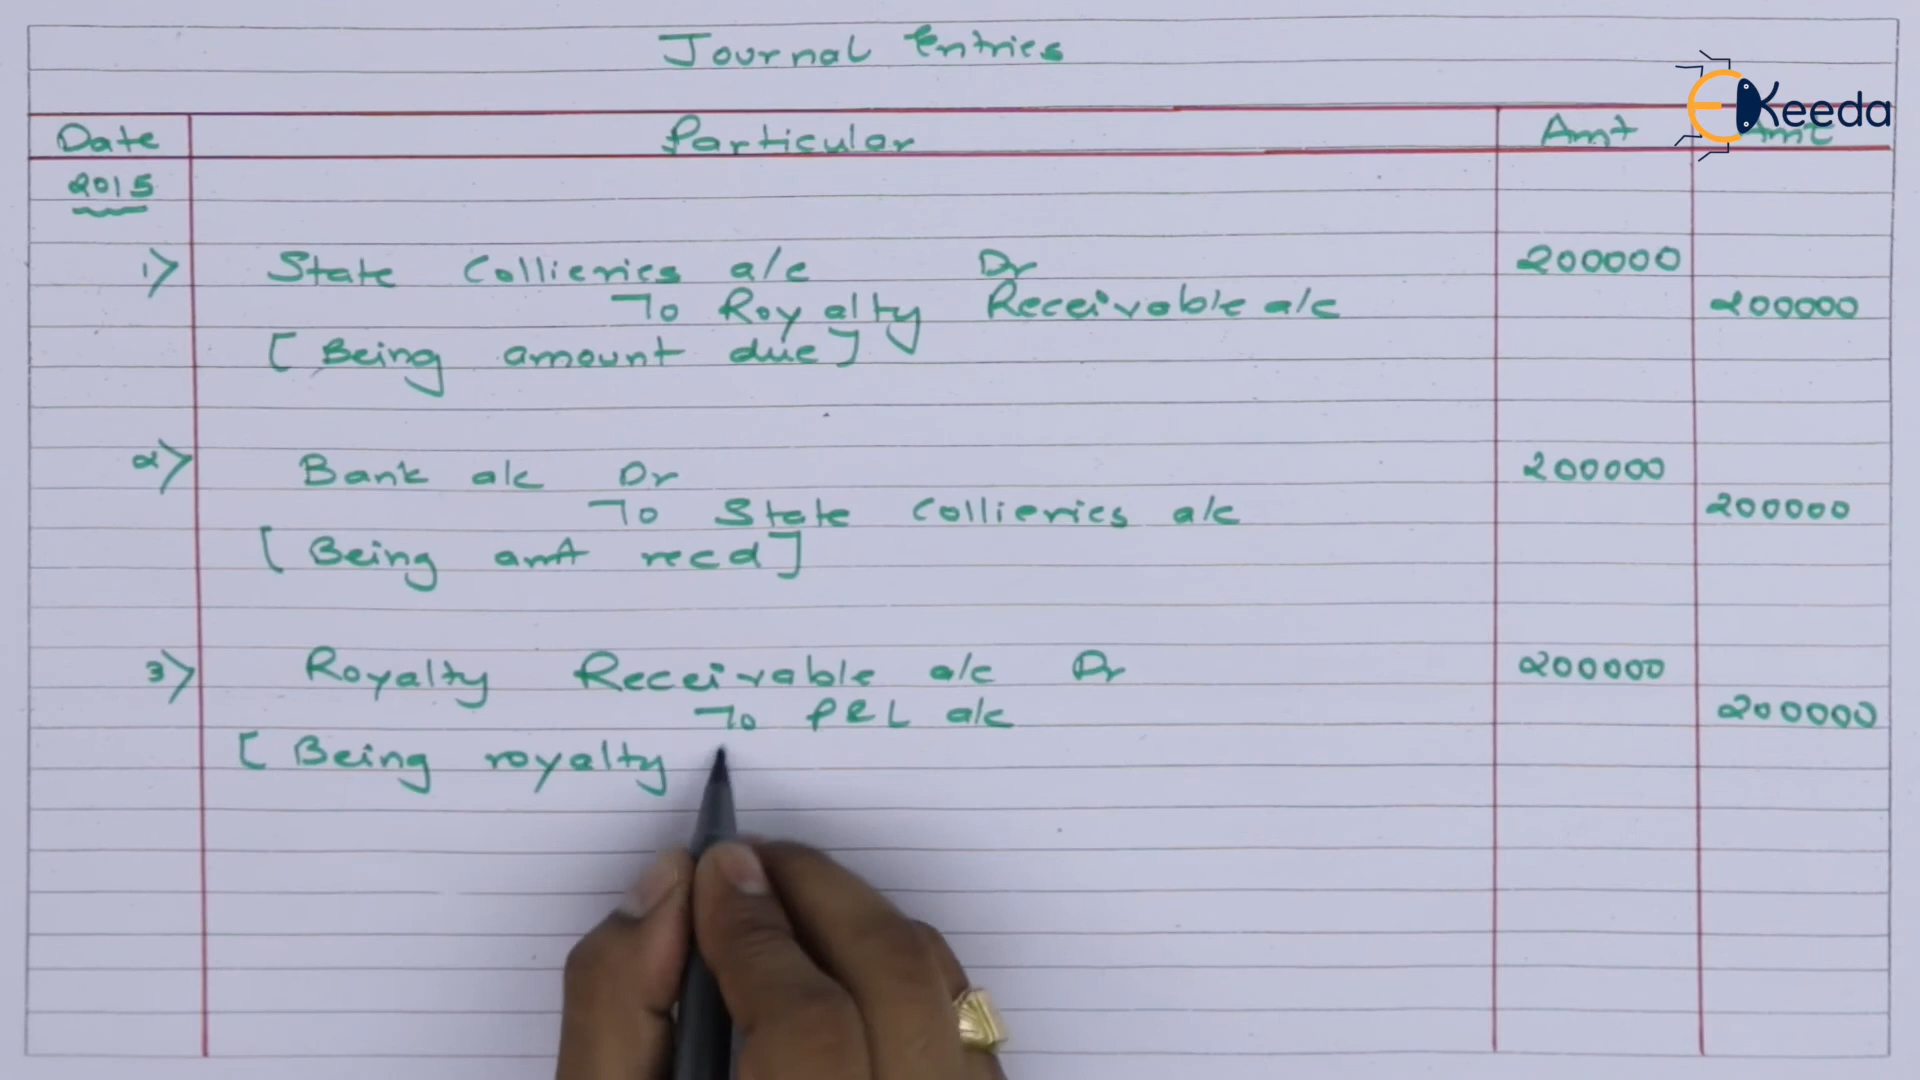 Journal Entries
EKeeda
Date Particular Amt Amt
2015
1) State Collieries a/c Dr 200000
To Royalty Receivable a/c 200000
[Being amount due]
2) Bank a/c Dr 200000
To State Collieries a/c 200000
[Being amt recd]
3) Royalty Receivable a/c Dr 200000
To P&L a/c 200000
[Being royalty